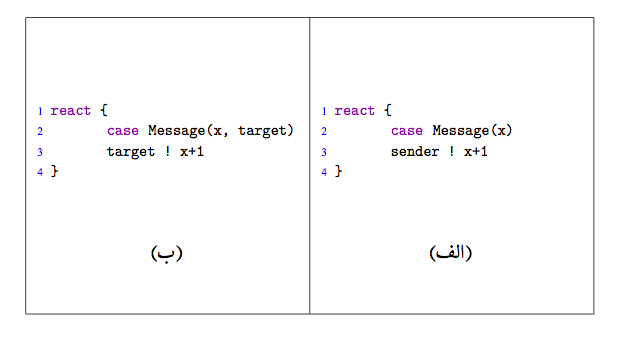 1 react {
2 case Message(x, target)
3 target ! x+1
4 }
(ب)
1 react {
2 case Message(x)
3 sender ! x+1
4 }
(الف)